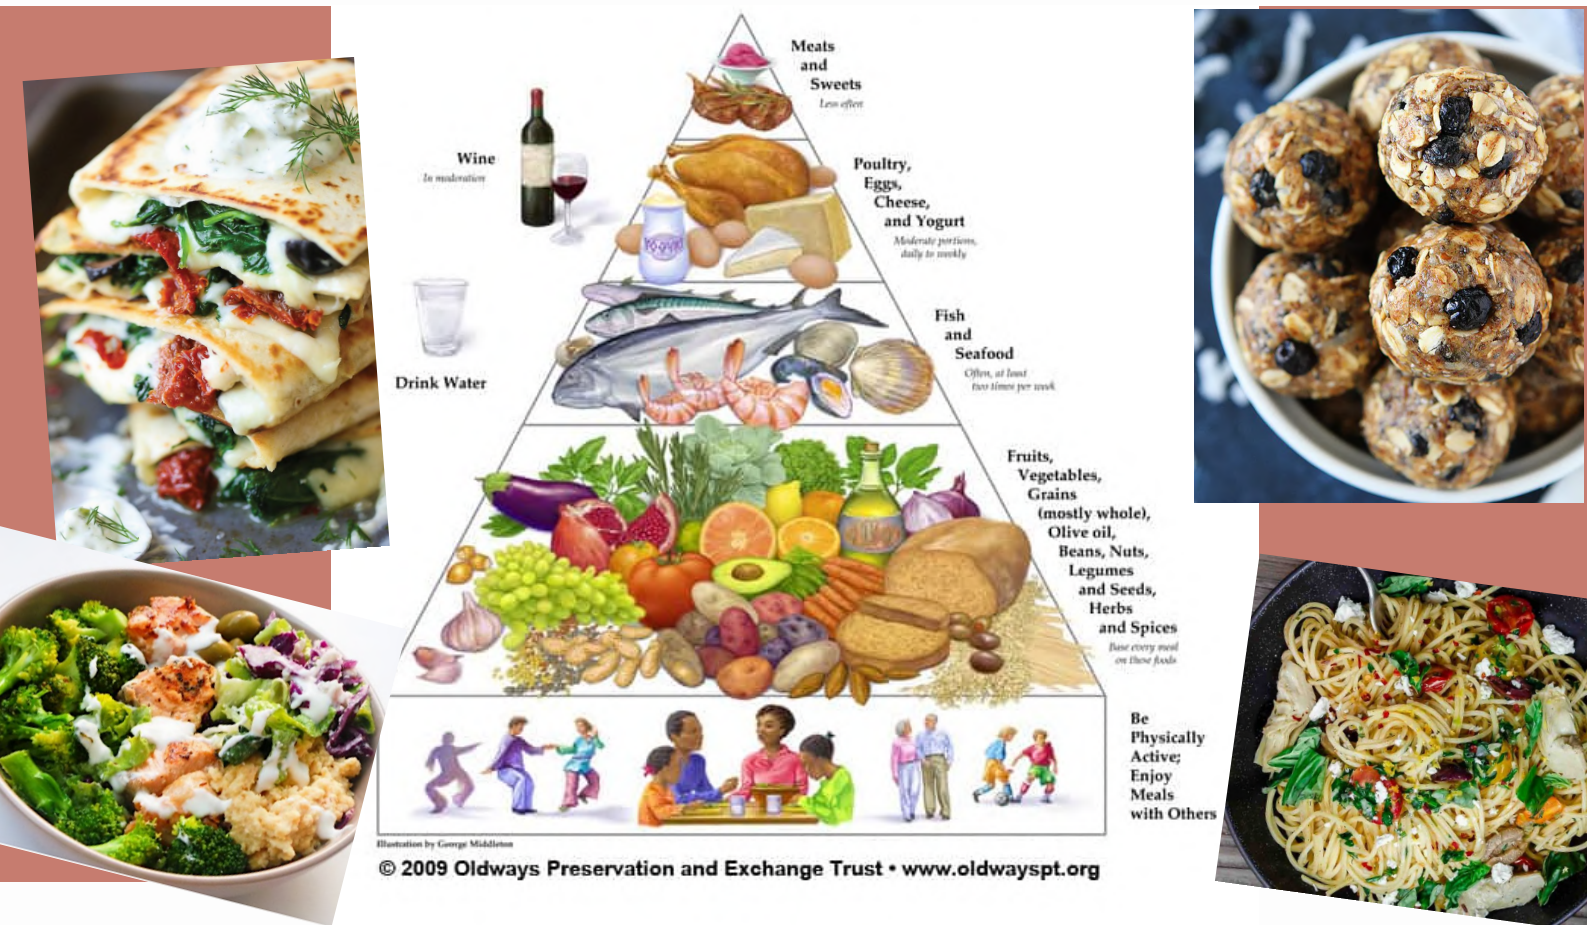 Meats
and
Sweets
Less often
Wine
In moderation
Poultry,
Eggs,
Cheese,
and Yogurt
Moderate portions,
daily to weekly
Yogurt
Drink Water
Fish
and
Seafood
Often, at least
two times per week
Fruits,
Vegetables,
Grains
(mostly whole),
Olive oil,
Beans, Nuts,
Legumes
and Seeds,
Herbs
and Spices
Base every meal
on these foods
Be
Physically
Active;
Enjoy
Meals
with Others
Illustration by George Middleton
© 2009 Oldways Preservation and Exchange Trust • www.oldwayspt.org